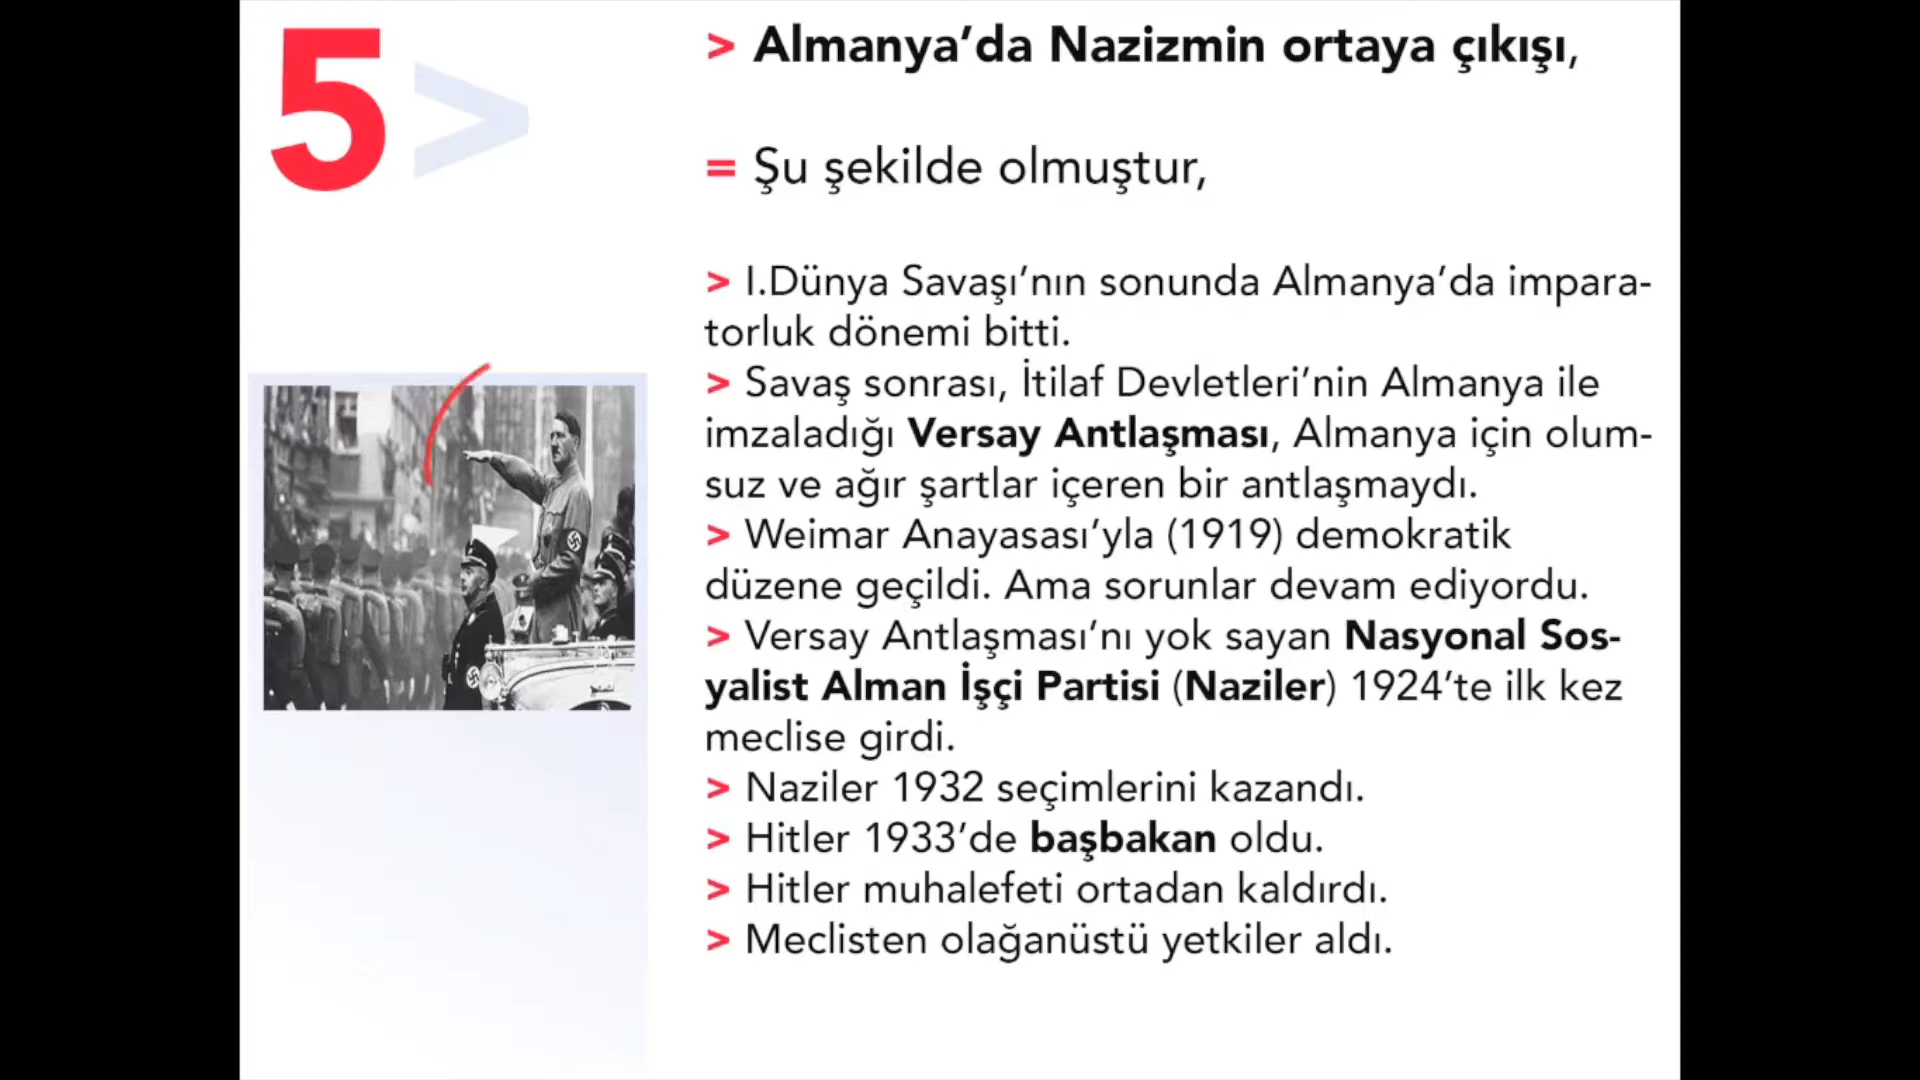 5>
> Almanya’da Nazizmin ortaya çıkışı,
= Şu şekilde olmuştur,
> I.Dünya Savaşı’nın sonunda Almanya’da impara-
torluk dönemi bitti.
> Savaş sonrası, İtilaf Devletleri’nin Almanya ile
imzaladığı Versay Antlaşması, Almanya için olum-
suz ve ağır şartlar içeren bir antlaşmaydı.
> Weimar Anayasası’yla (1919) demokratik
düzene geçildi. Ama sorunlar devam ediyordu.
> Versay Antlaşması’nı yok sayan Nasyonal Sos-
yalist Alman İşçi Partisi (Naziler) 1924’te ilk kez
meclise girdi.
> Naziler 1932 seçimlerini kazandı.
> Hitler 1933’de başbakan oldu.
> Hitler muhalefeti ortadan kaldırdı.
> Meclisten olağanüstü yetkiler aldı.